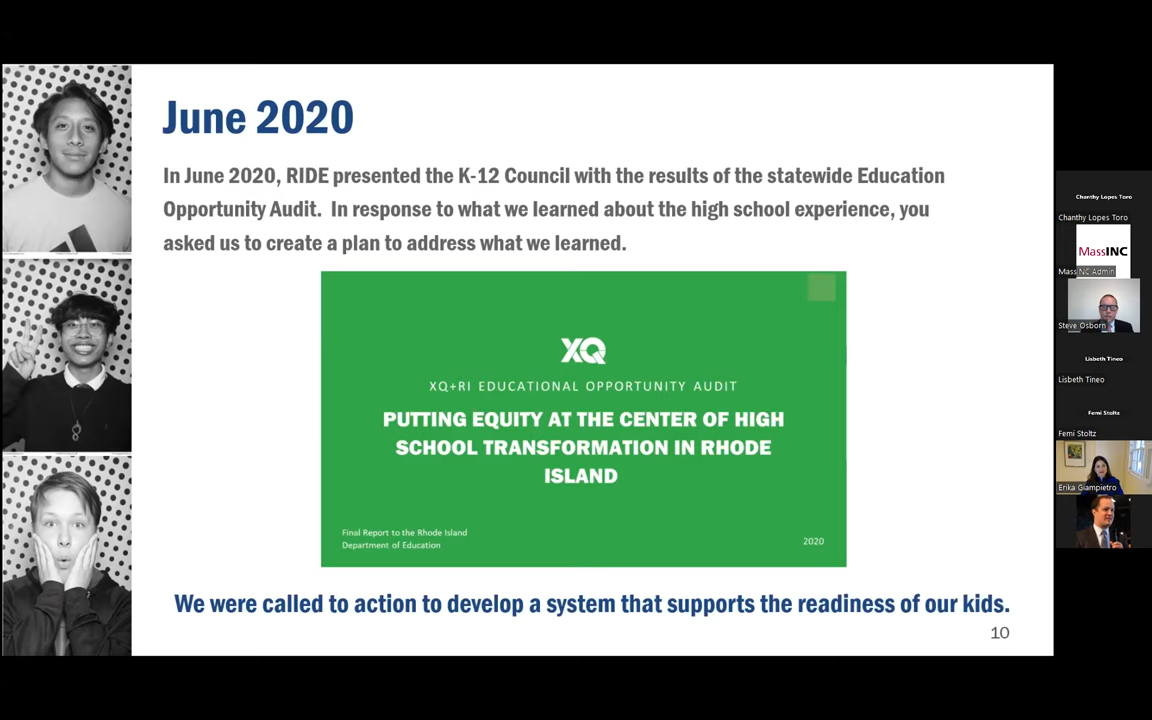 June 2020
In June 2020, RIDE presented the K-12 Council with the results of the statewide Education
Opportunity Audit.  In response to what we learned about the high school experience, you
asked us to create a plan to address what we learned.
XQ
XQ+RI EDUCATIONAL OPPORTUNITY AUDIT
PUTTING EQUITY AT THE CENTER OF HIGH
SCHOOL TRANSFORMATION IN RHODE
ISLAND
Final Report to the Rhode Island
Department of Education
2020
We were called to action to develop a system that supports the readiness of our kids.
10
Chanthy Lopes Toro
Chanthy Lopes Toro
MassINC
MassINC Admin
Steve Osborn
Lisbeth Tineo
Lisbeth Tineo
Femi Stoltz
Femi Stoltz
Erika Giampietro